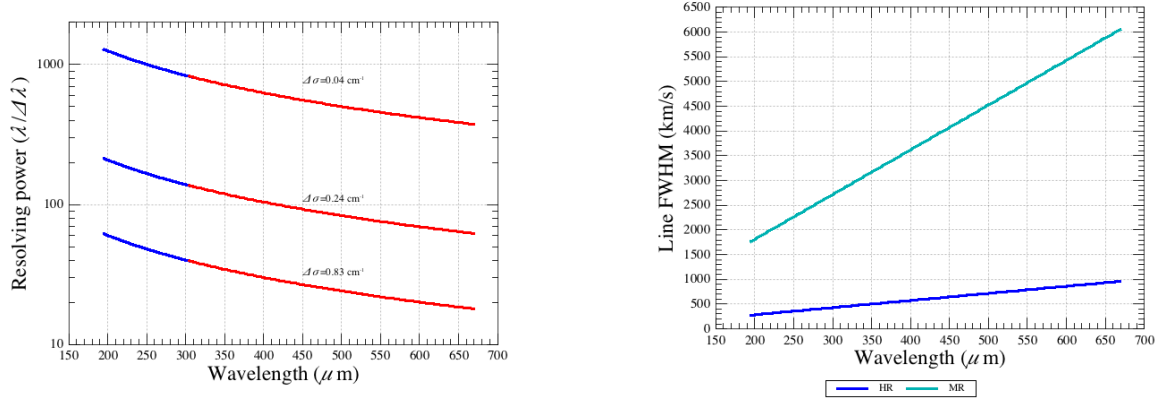 Resolving power (λ/Δλ)
1000
100
10
Δσ=0.04 cm⁻¹
Δσ=0.24 cm⁻¹
Δσ=0.83 cm⁻¹
150 200 250 300 350 400 450 500 550 600 650 700
Wavelength (μm)
Line FWHM (km/s)
6500
6000
5500
5000
4500
4000
3500
3000
2500
2000
1500
1000
500
0
150 200 250 300 350 400 450 500 550 600 650 700
Wavelength (μm)
HR MR